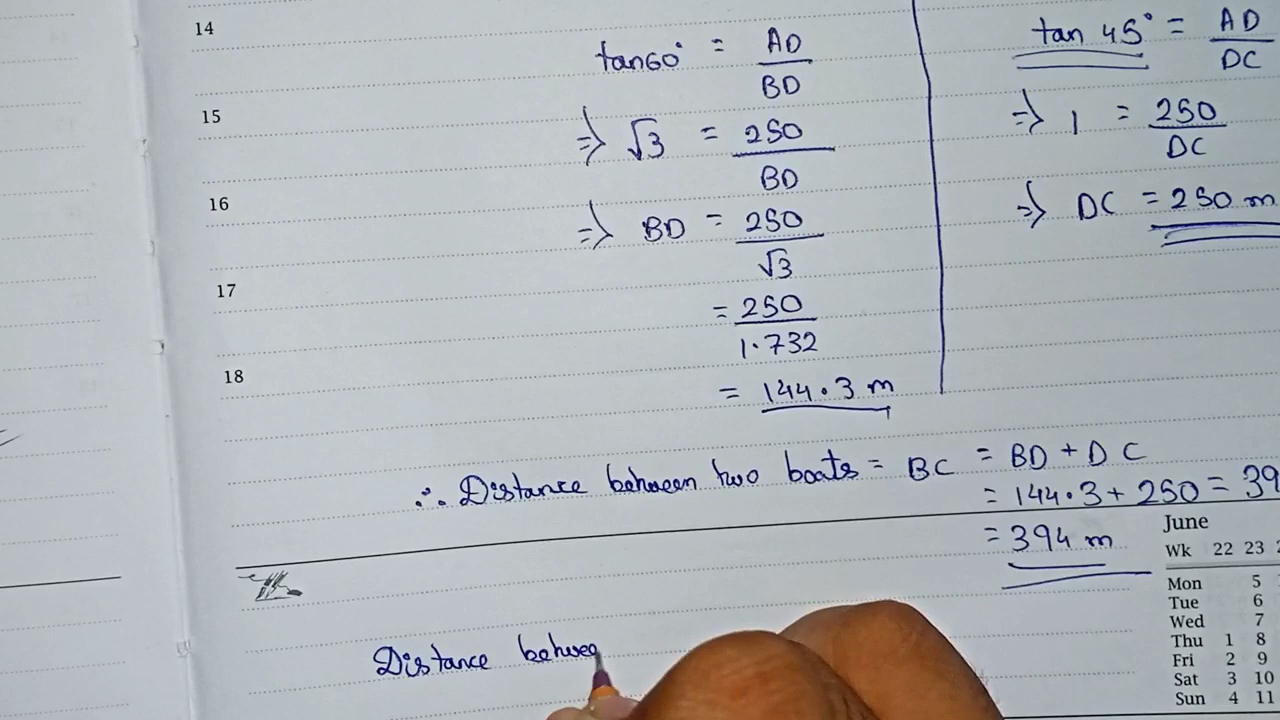 14
tan60° = AD/BD
15
⇒ √3 = 250/BD
16
⇒ BD = 250/√3
17
= 250/1.732
18
= 144.3 m
tan 45° = AD/DC
⇒ 1 = 250/DC
⇒ DC = 250 m
∴ Distance between two boats = BC = BD + DC
= 144.3 + 250 = 39
= 394 m
Distance betwee
June
Wk 22 23
Mon 5
Tue 6
Wed 7
Thu 1 8
Fri 2 9
Sat 3 10
Sun 4 11